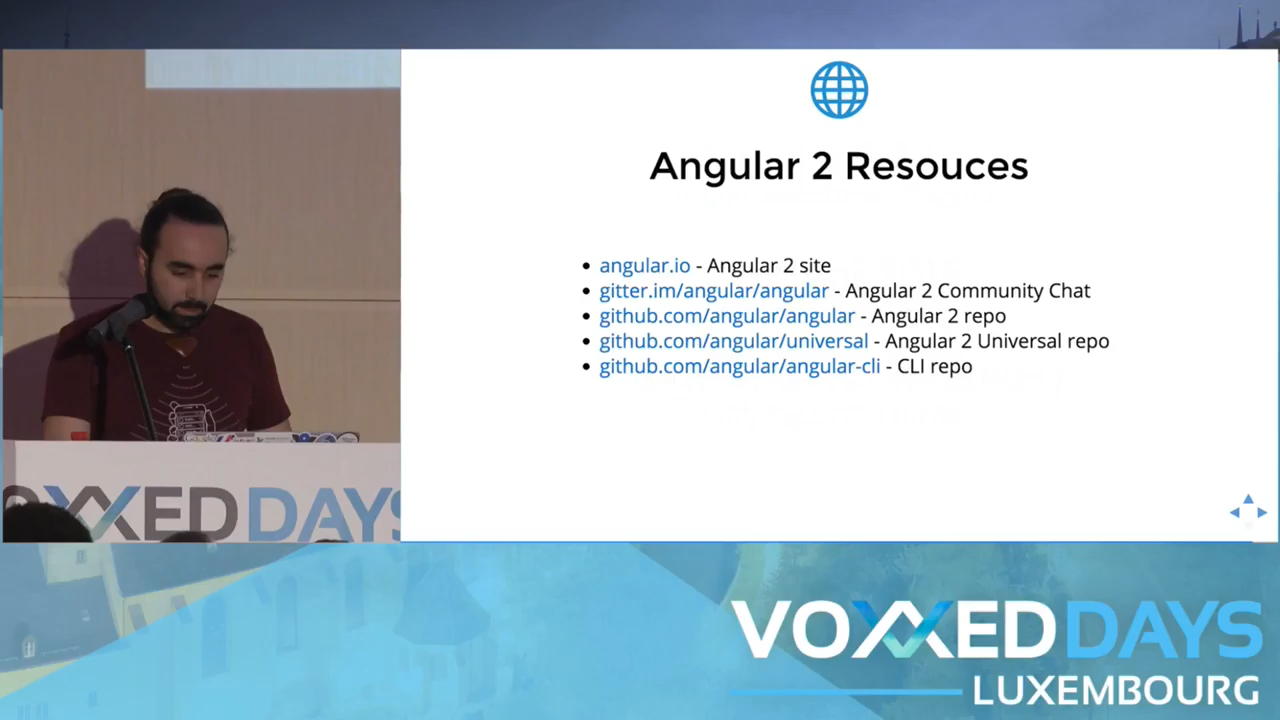 Angular 2 Resouces
angular.io - Angular 2 site
gitter.im/angular/angular - Angular 2 Community Chat
github.com/angular/angular - Angular 2 repo
github.com/angular/universal - Angular 2 Universal repo
github.com/angular/angular-cli - CLI repo
VOXXED DAYS
VOXXED DAYS
LUXEMBOURG